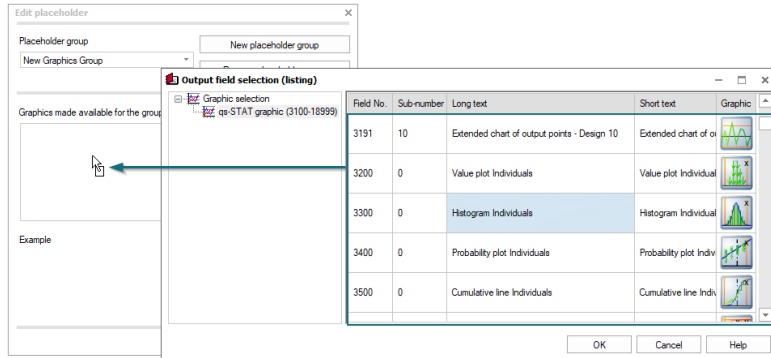 Edit placeholder
Placeholder group
New placeholder group
New Graphics Group
Output field selection (listing)
Graphics made available for the group
Graphic selection
qs-STAT graphic (3100-18999)
Field No. Sub-number Long text Short text Graphic
3191 10 Extended chart of output points - Design 10 Extended chart of
3200 0 Value plot Individuals Value plot Individual
3300 0 Histogram Individuals Histogram Individual
3400 0 Probability plot Individuals Probability plot Indiv
3500 0 Cumulative line Individuals Cumulative line Indiv
Example
OK Cancel Help